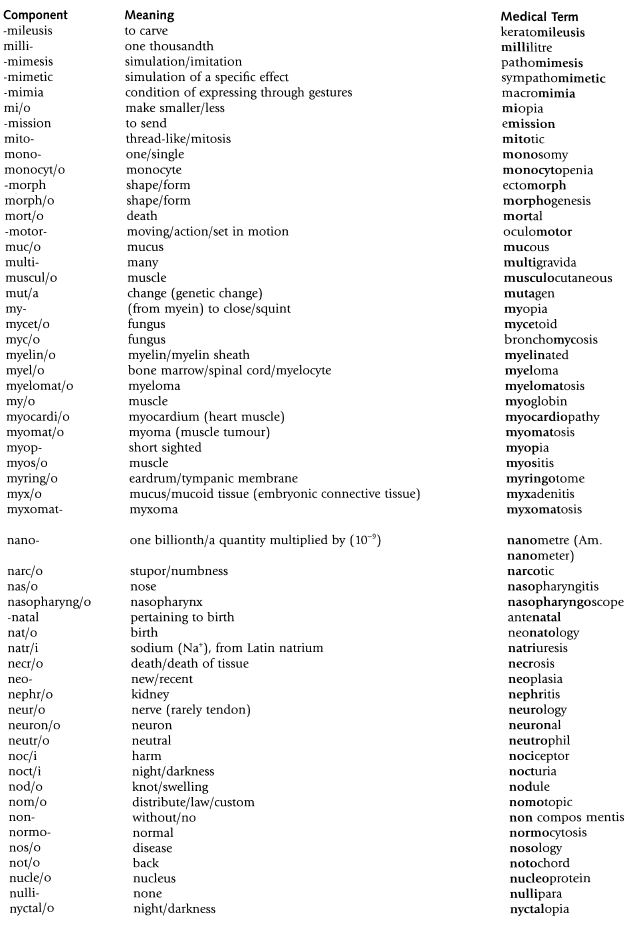 Component Meaning Medical Term
-mileusis to carve keratomileusis
milli- one thousandth millilitre
-mimesis simulation/imitation pathomimesis
-mimetic simulation of a specific effect sympathomimetic
-mimia condition of expressing through gestures macromimia
mi/o make smaller/less miopia
-mission to send emission
mito- thread-like/mitosis mitotic
mono- one/single monosomy
monocyt/o monocyte monocytopenia
-morph shape/form ectomorph
morph/o shape/form morphogenesis
mort/o death mortal
-motor- moving/action/set in motion oculomotor
muc/o mucus mucous
multi- many multigravida
muscul/o muscle musculocutaneous
mut/a change (genetic change) mutagen
my- (from myein) to close/squint myopia
mycet/o fungus mycetoid
myc/o fungus bronchomycosis
myelin/o myelin/myelin sheath myelinated
myel/o bone marrow/spinal cord/myelocyte myeloma
myelomat/o myeloma myelomatosis
my/o muscle myoglobin
myocardi/o myocardium (heart muscle) myocardiopathy
myomat/o myoma (muscle tumour) myomatosis
myop- short sighted myopia
myos/o muscle myositis
myring/o eardrum/tympanic membrane myringotome
myx/o mucus/mucoid tissue (embryonic connective tissue) myxadenitis
myxomat- myxoma myxomatosis
nano- one billionth/a quantity multiplied by (10⁻⁹) nanometre (Am.
nanometer)
narc/o stupor/numbness narcotic
nas/o nose nasopharyngitis
nasopharyng/o nasopharynx nasopharyngoscope
-natal pertaining to birth antenatal
nat/o birth neonatology
natr/i sodium (Na⁺), from Latin natrium natriuresis
necr/o death/death of tissue necrosis
neo- new/recent neoplasia
nephr/o kidney nephritis
neur/o nerve (rarely tendon) neurology
neuron/o neuron neuronal
neutr/o neutral neutrophil
noc/i harm nociceptor
noct/i night/darkness nocturia
nod/o knot/swelling nodule
nom/o distribute/law/custom nomotopic
non- without/no non compos mentis
normo- normal normocytosis
nos/o disease nosology
not/o back notochord
nucle/o nucleus nucleoprotein
nulli- none nullipara
nyctal/o night/darkness nyctalopia